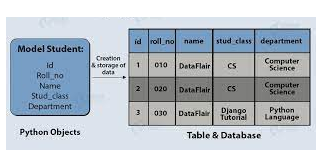 Model Student:
Id
Roll_no
Name
Stud_class
Department
Python Objects
Creation
& storage of
data
id roll_no name stud_class department
1 010 DataFlair CS Computer Science
2 020 DataFlair CS Computer Science
3 030 DataFlair Django Tutorial Python Language
Table & Database